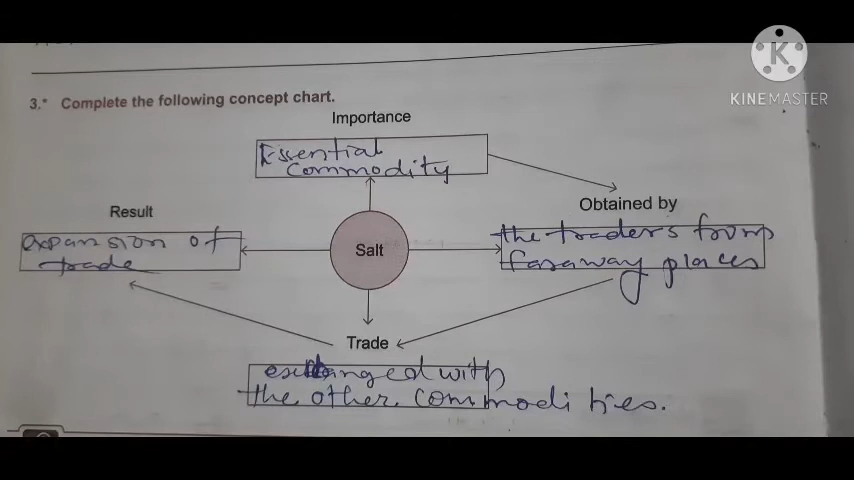 K
KINEMASTER
3.* Complete the following concept chart.
Importance
Essential
commodity
Result
Obtained by
expansion of
trade
Salt
the traders from
faraway places
Trade
exchanged with
the other commodities.